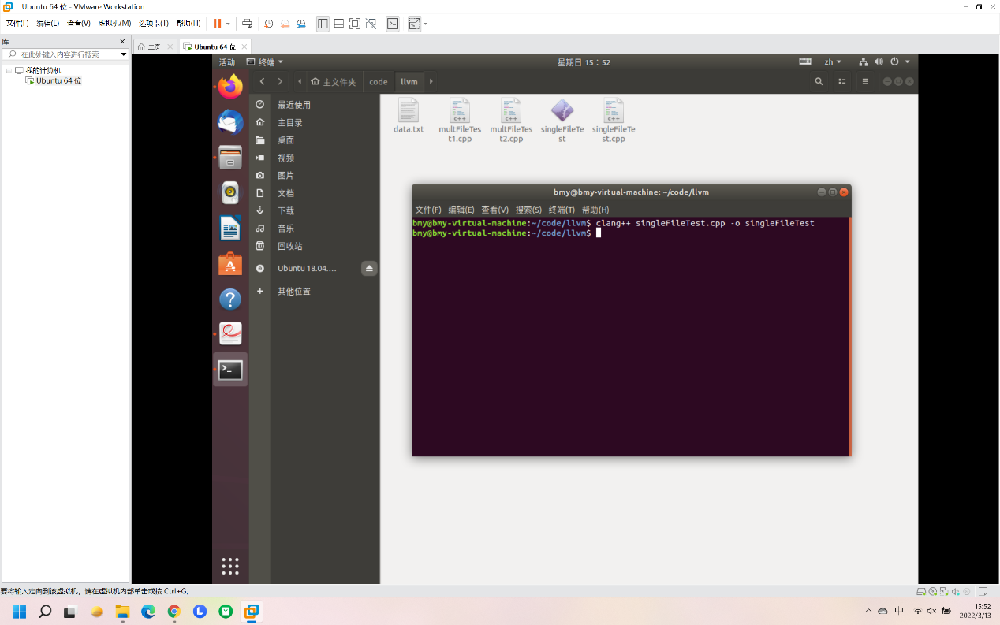 Ubuntu 64 位 - VMware Workstation
文件(F) 编辑(E) 查看(V) 虚拟机(M) 选项卡(T) 帮助(H)
库
在此处键入内容进行搜索
我的计算机
Ubuntu 64 位
主页
Ubuntu 64 位
活动
终端
星期日 15：52
zh
主文件夹
code
llvm
最近使用
主目录
桌面
视频
图片
文档
下载
音乐
回收站
Ubuntu 18.04....
其他位置
data.txt
multFileTes
t1.cpp
multFileTes
t2.cpp
singleFileTe
st
singleFileTe
st.cpp
bmy@bmy-virtual-machine: ~/code/llvm
文件(F) 编辑(E) 查看(V) 搜索(S) 终端(T) 帮助(H)
bmy@bmy-virtual-machine:~/code/llvm$ clang++ singleFileTest.cpp -o singleFileTest
bmy@bmy-virtual-machine:~/code/llvm$
要将输入定向到该虚拟机，请在虚拟机内部单击或按 Ctrl+G。
中
15:52
2022/3/13